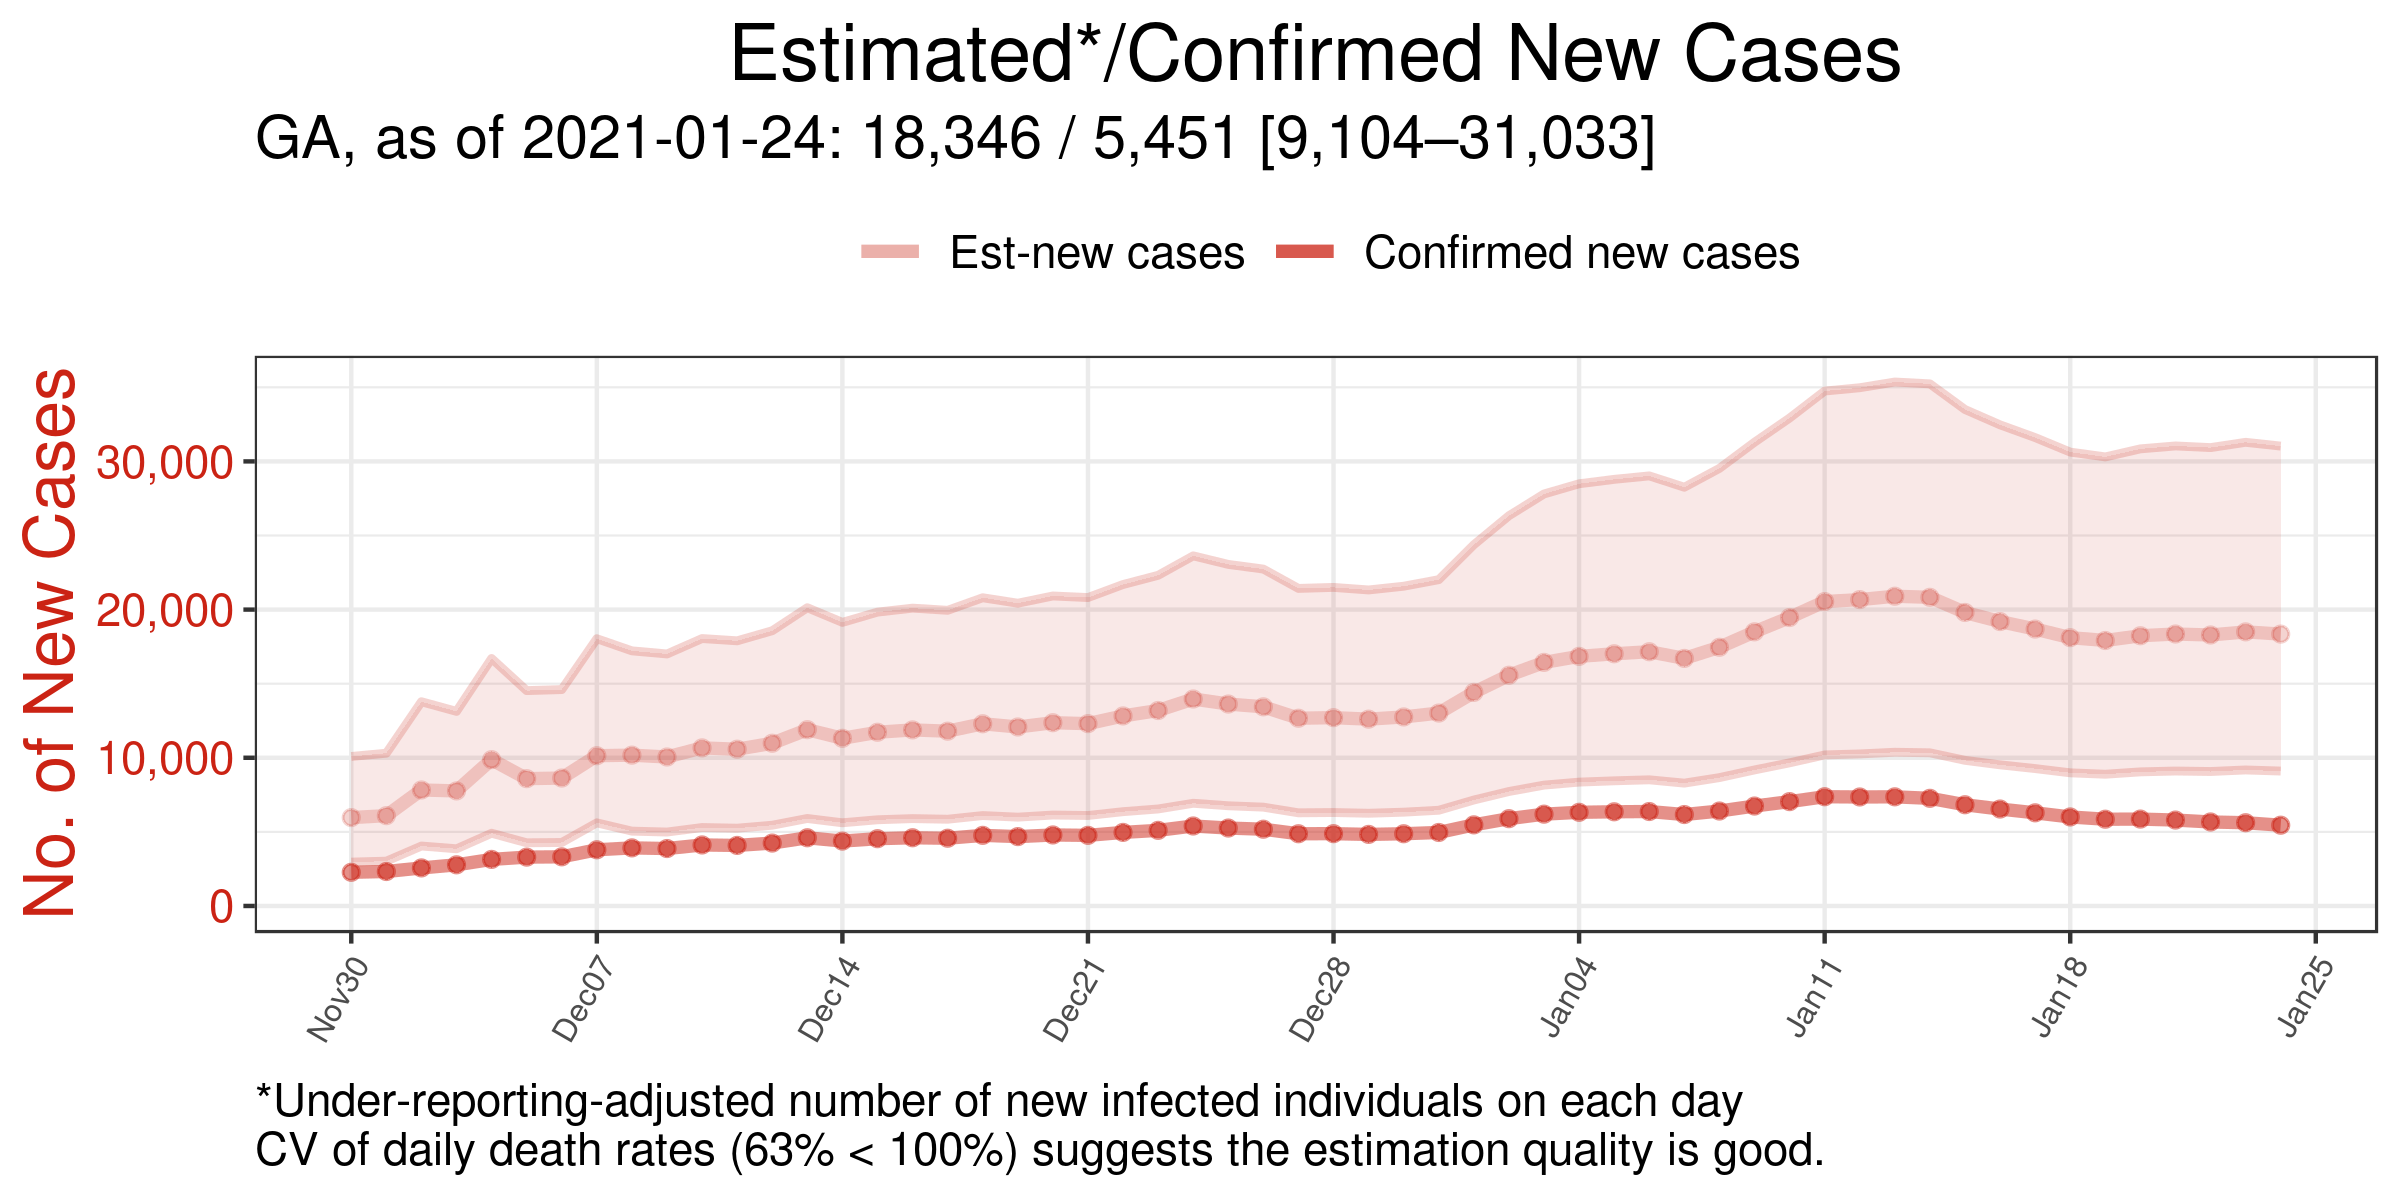 Estimated*/Confirmed New Cases
GA, as of 2021-01-24: 18,346 / 5,451 [9,104–31,033]
Est-new cases
Confirmed new cases
No. of New Cases
30,000
20,000
10,000
0
Nov30
Dec07
Dec14
Dec21
Dec28
Jan04
Jan11
Jan18
Jan25
*Under-reporting-adjusted number of new infected individuals on each day
CV of daily death rates (63% < 100%) suggests the estimation quality is good.